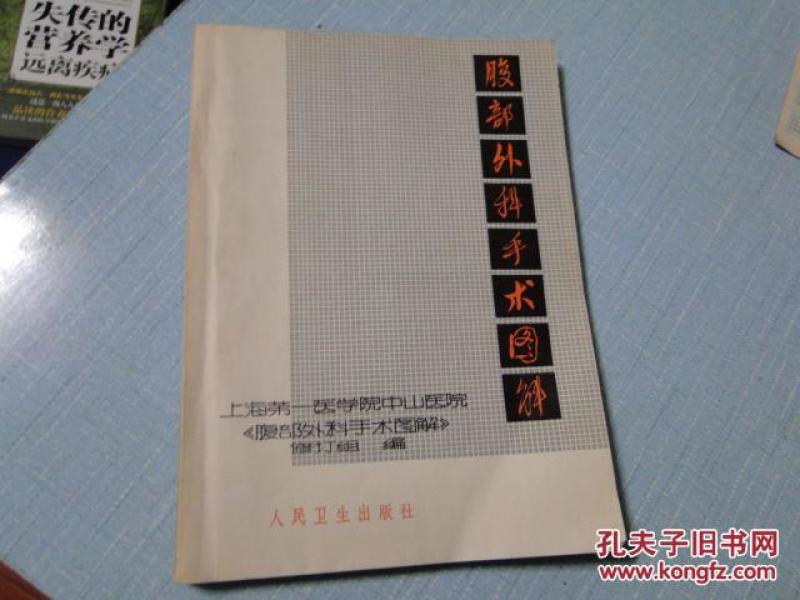 失传的
营养学
远离疾病
腹部外科手术图解
上海第一医学院中山医院
《腹部外科手术图解》
修订组 编
人民卫生出版社
孔夫子旧书网
www.kongfz.com